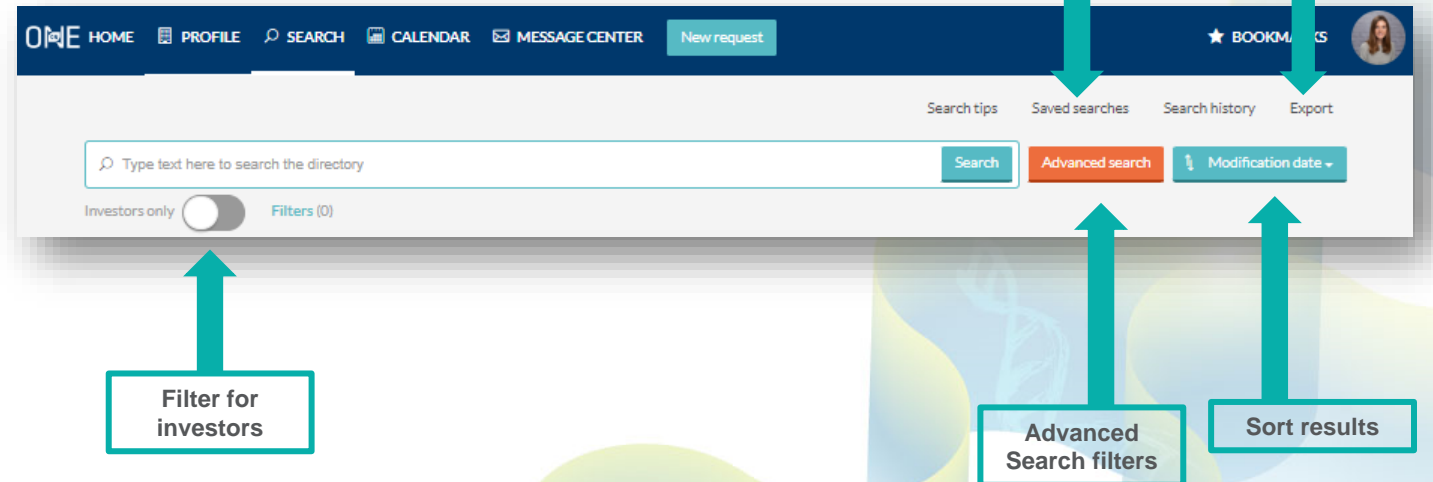 ONE HOME PROFILE SEARCH CALENDAR MESSAGE CENTER New request
Search tips Saved searches Search history Export
Type text here to search the directory Search Advanced search Modification date
Investors only Filters (0)
Filter for
investors
Advanced
Search filters
Sort results